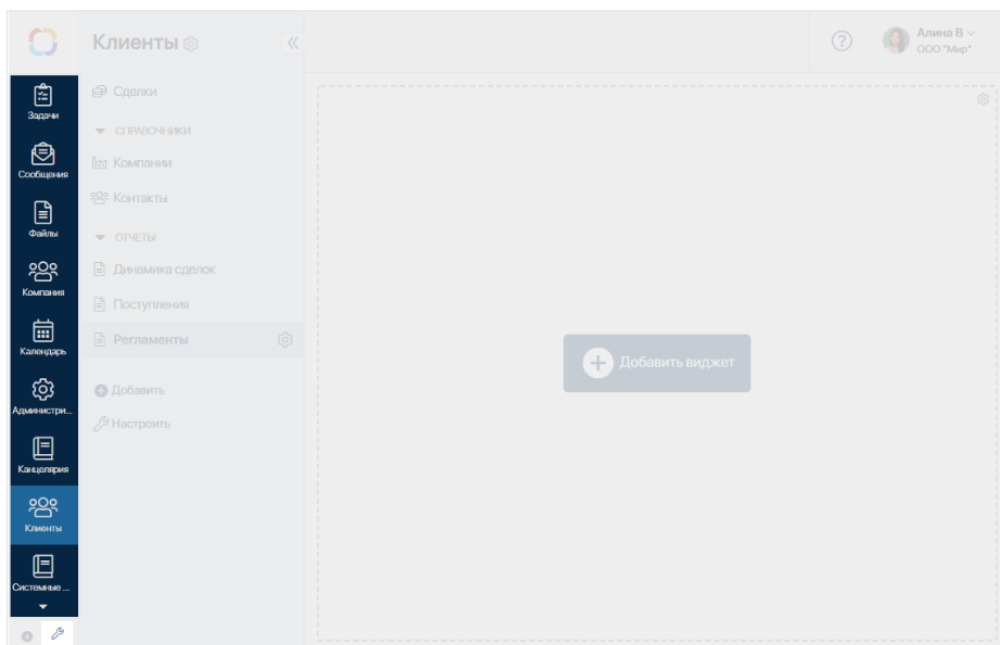 Клиенты
Алина В
ООО "Мир"
Задачи
Сообщения
Файлы
Компания
Календарь
Администри...
Канцелярия
Клиенты
Системные ...
Сделки
СПРАВОЧНИКИ
Компании
Контакты
ОТЧЕТЫ
Динамика сделок
Поступления
Регламенты
Добавить
Настроить
Добавить виджет